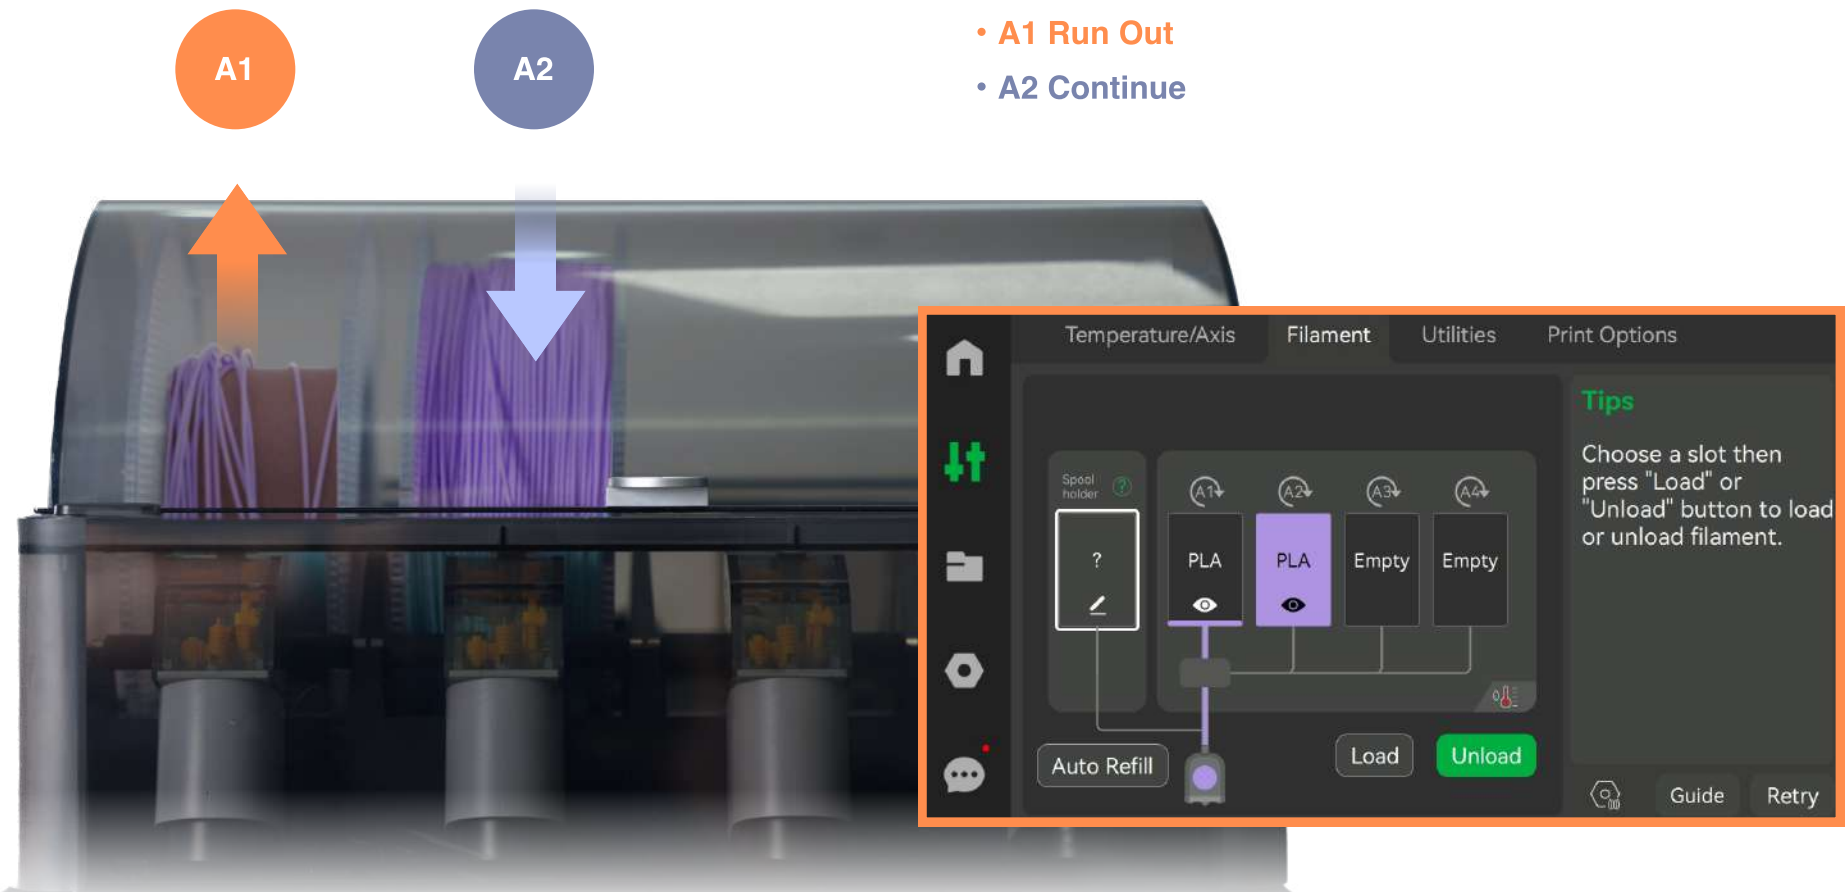 A1
A2
• A1 Run Out
• A2 Continue
Temperature/Axis
Filament
Utilities
Print Options
Tips
Choose a slot then
press "Load" or
"Unload" button to load
or unload filament.
Spool
holder
?
A1
A2
A3
A4
?
PLA
PLA
Empty
Empty
Auto Refill
Load
Unload
Guide
Retry